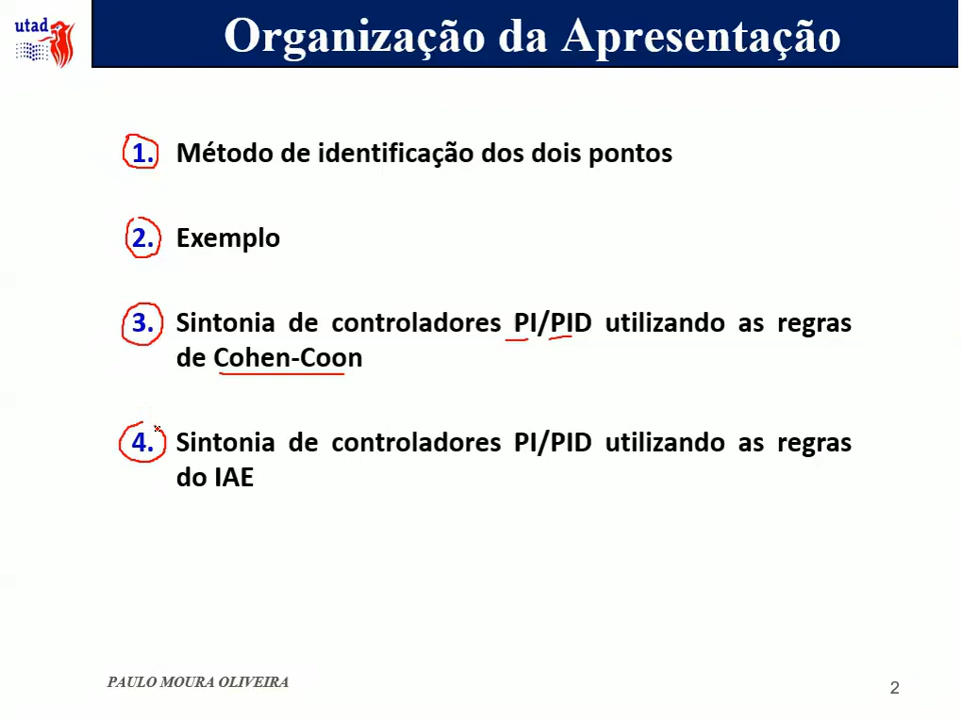 utad
Organização da Apresentação
1. Método de identificação dos dois pontos
2. Exemplo
3. Sintonia de controladores PI/PID utilizando as regras
de Cohen-Coon
4. Sintonia de controladores PI/PID utilizando as regras
do IAE
PAULO MOURA OLIVEIRA
2